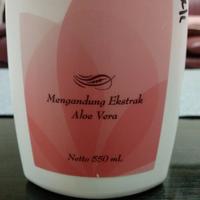 Mengandung Ekstrak
Aloe Vera
Netto 550 mL